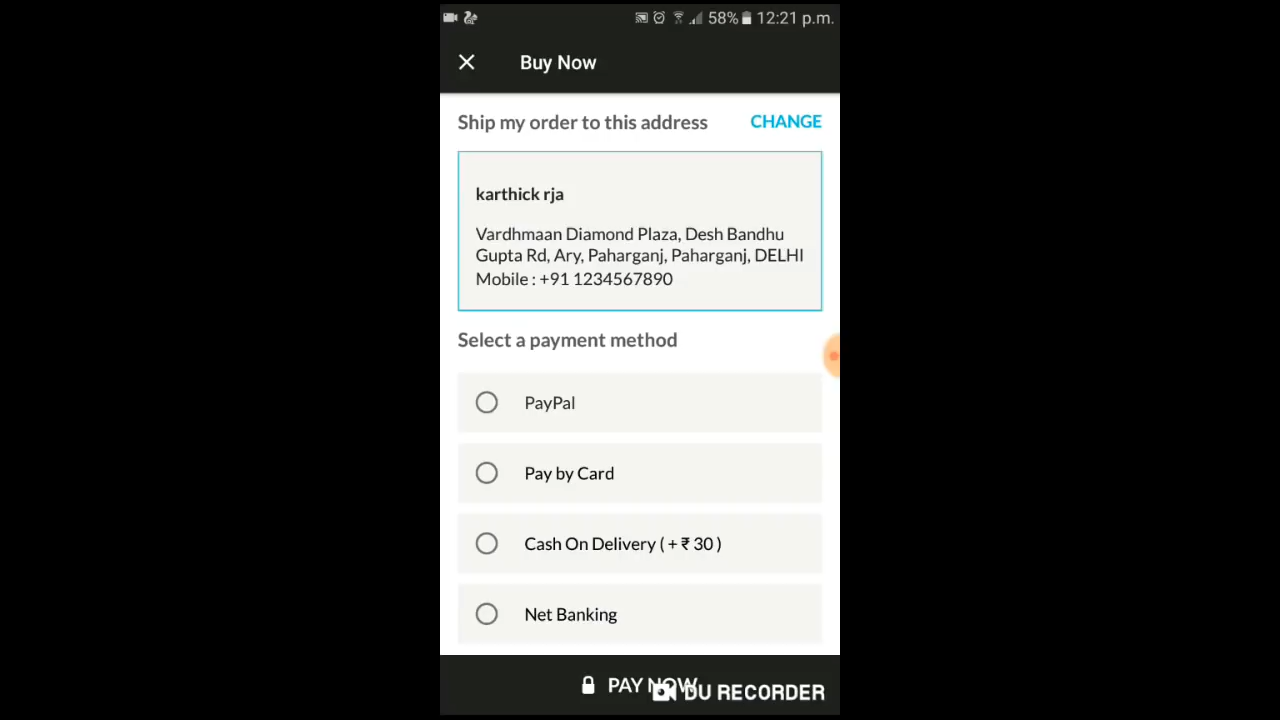 58% 12:21 p.m.
Buy Now
Ship my order to this address CHANGE
karthick rja
Vardhmaan Diamond Plaza, Desh Bandhu
Gupta Rd, Ary, Paharganj, Paharganj, DELHI
Mobile : +91 1234567890
Select a payment method
PayPal
Pay by Card
Cash On Delivery ( + ₹ 30 )
Net Banking
PAY NOW
DU RECORDER